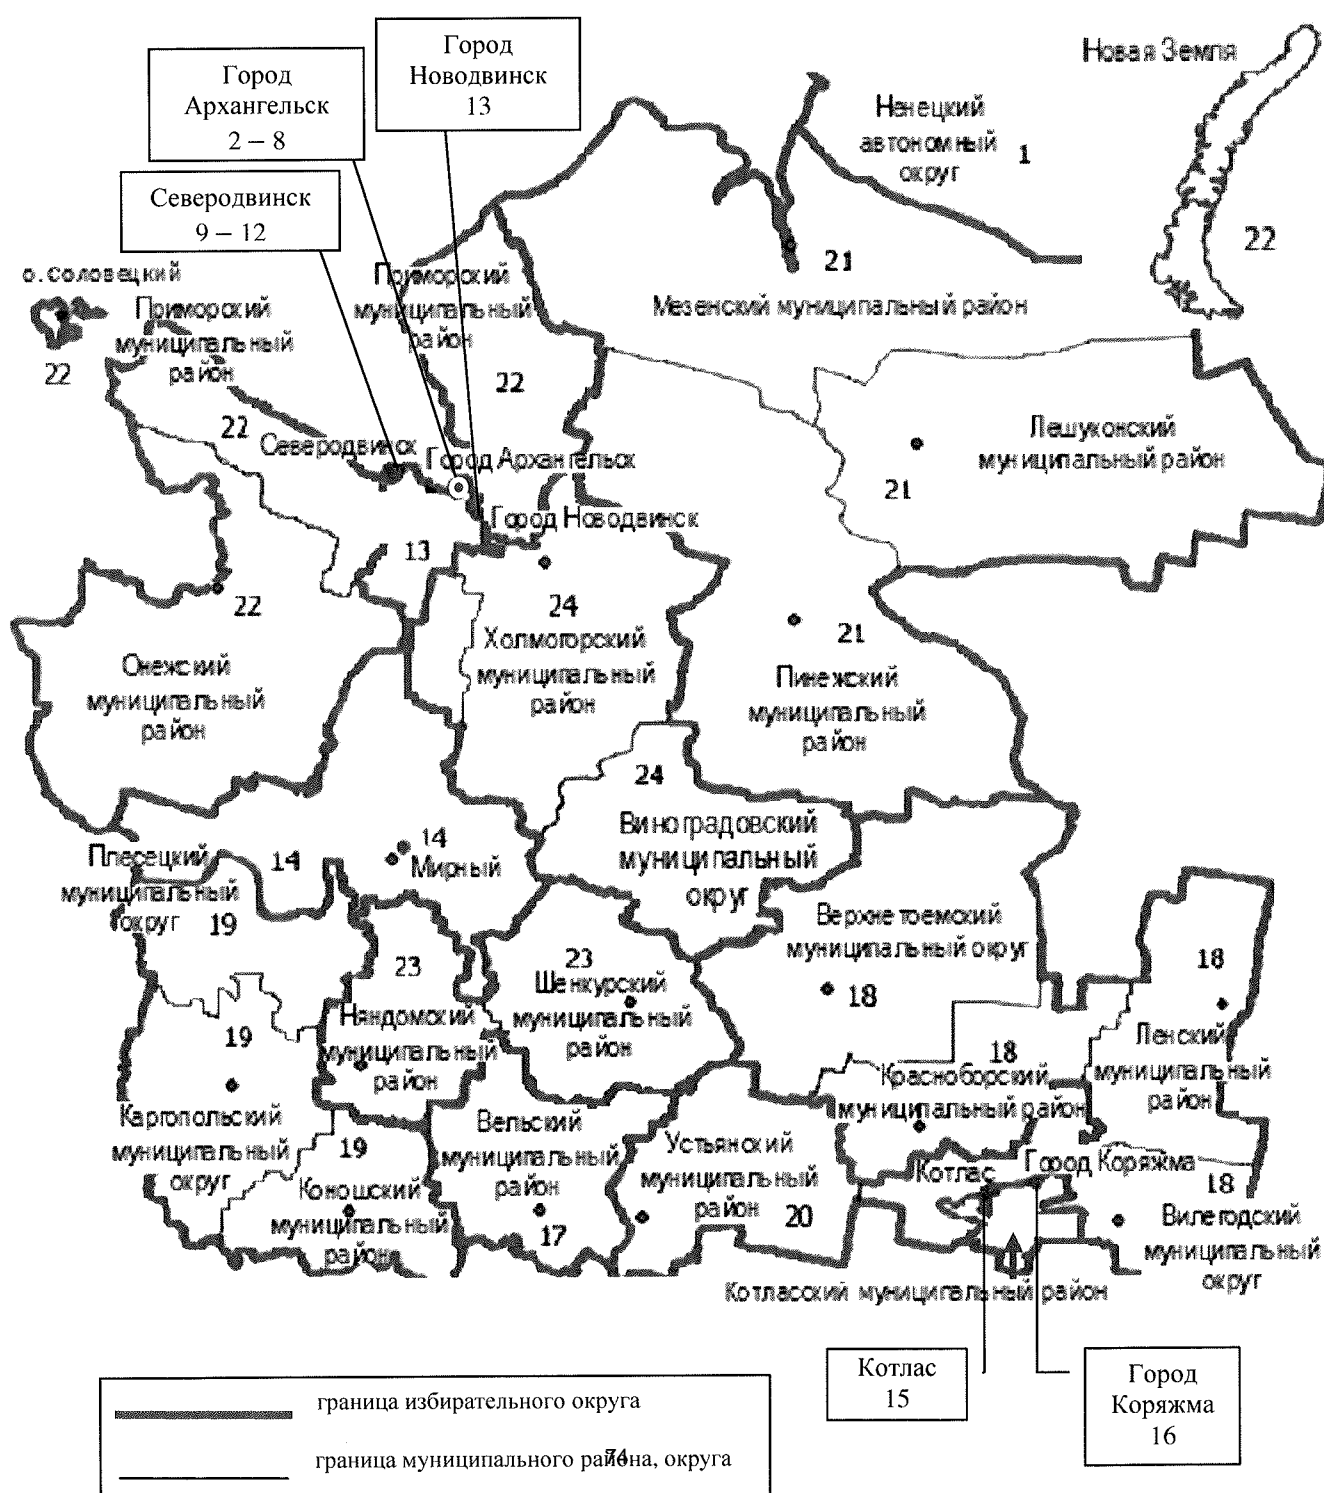 Город
Новодвинск
13
Город
Архангельск
2 – 8
Северодвинск
9 – 12
Новая Земля
22
Ненецкий
автономный
округ
1
21
Мезенский муниципальный район
о. Соловецкий
22
Приморский
муниципальный
район
22
Приморский
муниципальный
район
22
Северодвинск
Город Архангельск
Город Новодвинск
13
Лешуконский
муниципальный район
21
22
Онежский
муниципальный
район
24
Холмогорский
муниципальный
район
21
Пинежский
муниципальный
район
24
Виноградовский
муниципальный
округ
14
Мирный
14
Плесецкий
муниципальный
округ
19
23
Няндомский
муниципальный
район
23
Шенкурский
муниципальный
район
Верхнетоемский
муниципальный округ
18
18
Ленский
муниципальный
район
18
Красноборский
муниципальный район
19
Каргопольский
муниципальный
округ
19
Коношский
муниципальный
район
Вельский
муниципальный
район
17
Устьянский
муниципальный
район
20
Котлас
Город Коряжма
18
Вилегодский
муниципальный
округ
Котласский муниципальный район
Котлас
15
Город
Коряжма
16
граница избирательного округа
граница муниципального района, округа